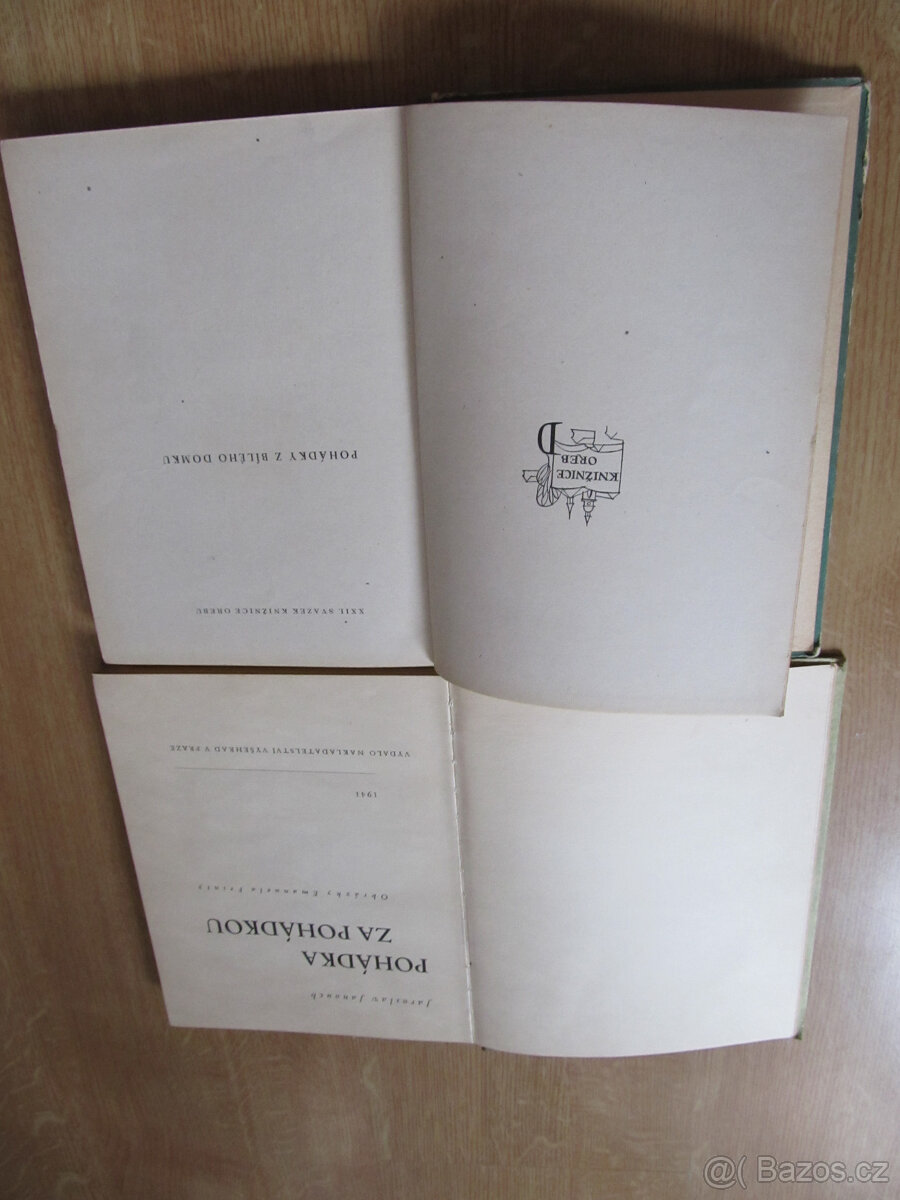 KNIŽNICE
OREB
D
XXII. SVAZEK KNIŽNICE OREBU
POHÁDKY Z BÍLÉHO DOMKU
Jaroslav Janouch
POHÁDKA
ZA POHÁDKOU
Obrázky Emanuela Frinty
1941
VYDALO NAKLADATELSTVÍ VYŠEHRAD V PRAZE
@( Bazos.cz